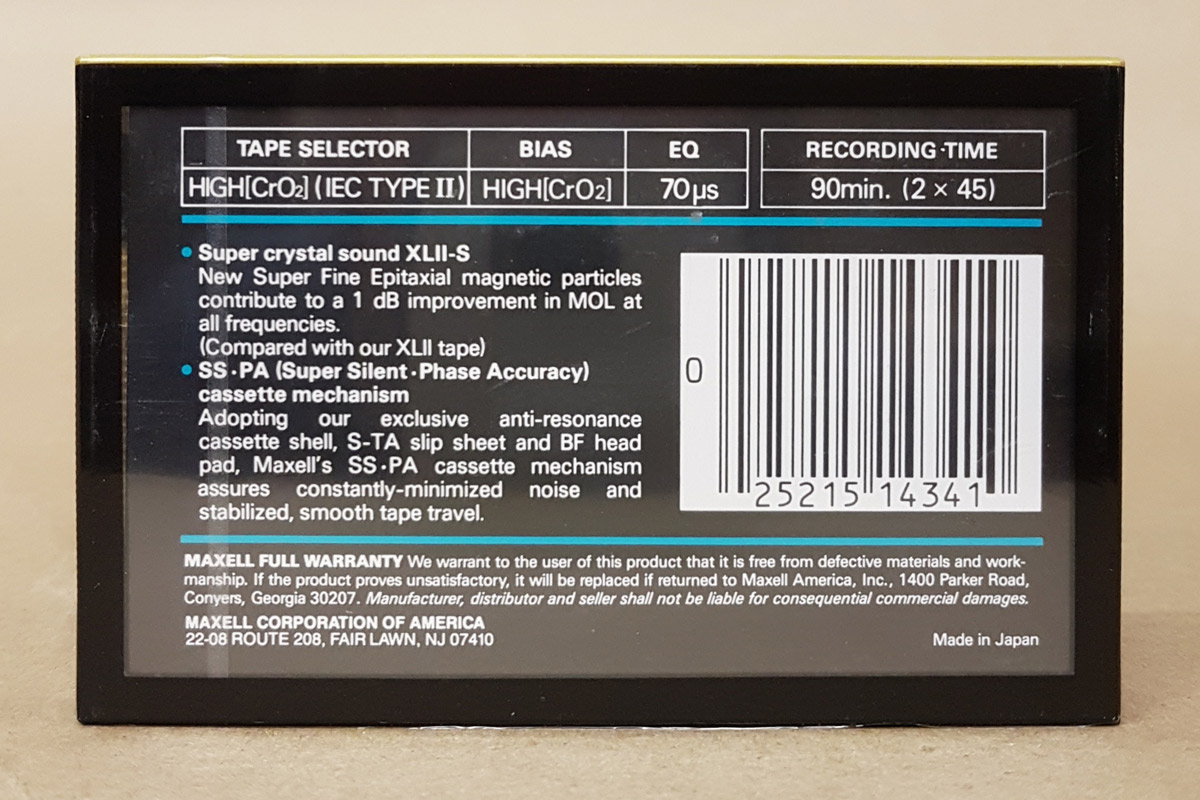 TAPE SELECTOR BIAS EQ RECORDING·TIME
HIGH[CrO₂] (IEC TYPE II) HIGH[CrO₂] 70µs 90min. (2 × 45)
• Super crystal sound XLII-S
New Super Fine Epitaxial magnetic particles
contribute to a 1 dB improvement in MOL at
all frequencies.
(Compared with our XLII tape)
• SS·PA (Super Silent·Phase Accuracy)
cassette mechanism
Adopting our exclusive anti-resonance
cassette shell, S-TA slip sheet and BF head
pad, Maxell's SS·PA cassette mechanism
assures constantly-minimized noise and
stabilized, smooth tape travel.
0
25215 14341
MAXELL FULL WARRANTY We warrant to the user of this product that it is free from defective materials and work-
manship. If the product proves unsatisfactory, it will be replaced if returned to Maxell America, Inc., 1400 Parker Road,
Conyers, Georgia 30207. Manufacturer, distributor and seller shall not be liable for consequential commercial damages.
MAXELL CORPORATION OF AMERICA
22-08 ROUTE 208, FAIR LAWN, NJ 07410
Made in Japan